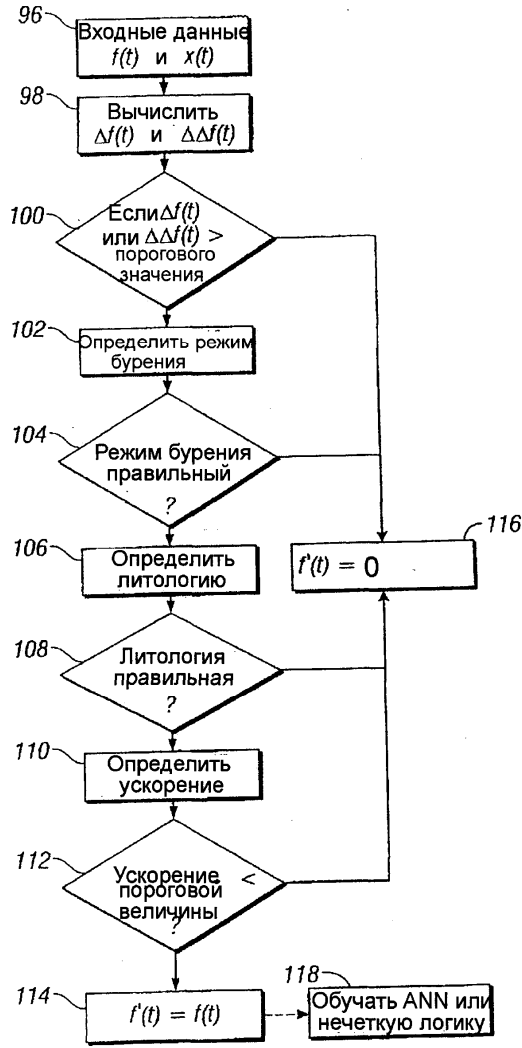 96
Входные данные
f(t) и x(t)
98
Вычислить
Δf(t) и ΔΔf(t)
100
Если Δf(t)
или ΔΔf(t) >
порогового
значения
102
Определить режим
бурения
104
Режим бурения
правильный
?
106
Определить
литологию
116
f'(t) = 0
108
Литология
правильная
?
110
Определить
ускорение
112
Ускорение <
пороговой
величины
?
114
f'(t) = f(t)
118
Обучать ANN или
нечеткую логику